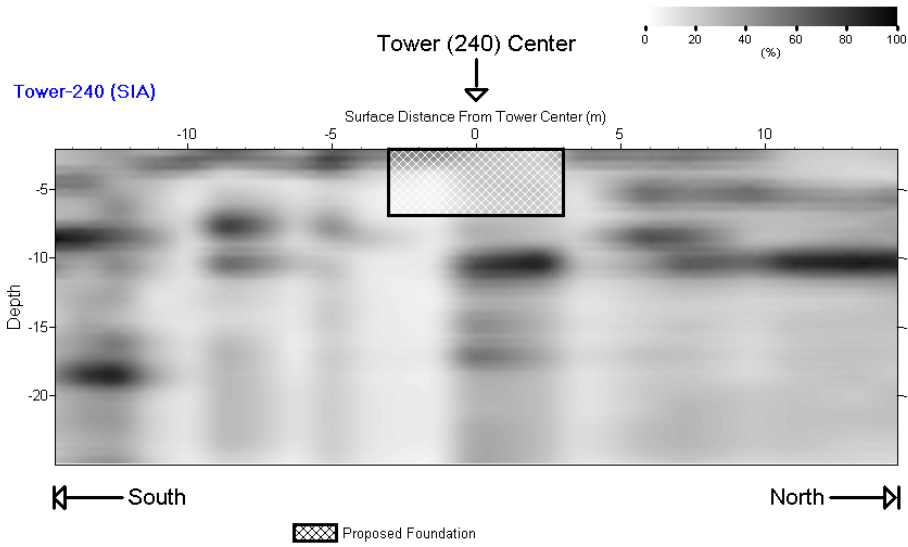 0 20 40 60 80 100
(%)
Tower (240) Center
Tower-240 (SIA)
Surface Distance From Tower Center (m)
-10 -5 0 5 10
-5
-10
-15
-20
Depth
South
North
Proposed Foundation